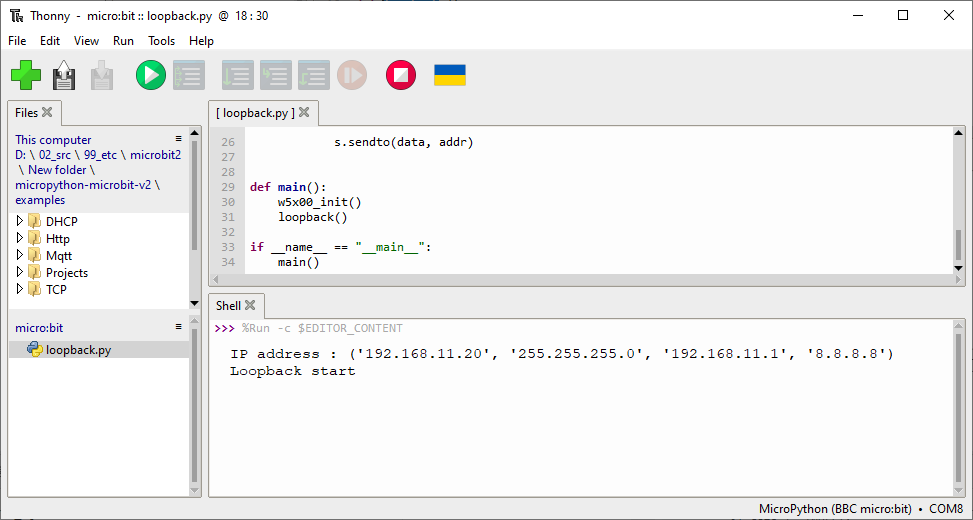 Thonny - micro:bit :: loopback.py @ 18 : 30
File Edit View Run Tools Help
Files
This computer
D: \ 02_src \ 99_etc \ microbit2
\ New folder \
micropython-microbit-v2 \
examples
DHCP
Http
Mqtt
Projects
TCP
micro:bit
loopback.py
[ loopback.py ]
26 s.sendto(data, addr)
27
28
29 def main():
30 w5x00_init()
31 loopback()
32
33 if __name__ == "__main__":
34 main()
Shell
>>> %Run -c $EDITOR_CONTENT
IP address : ('192.168.11.20', '255.255.255.0', '192.168.11.1', '8.8.8.8')
Loopback start
MicroPython (BBC micro:bit) • COM8